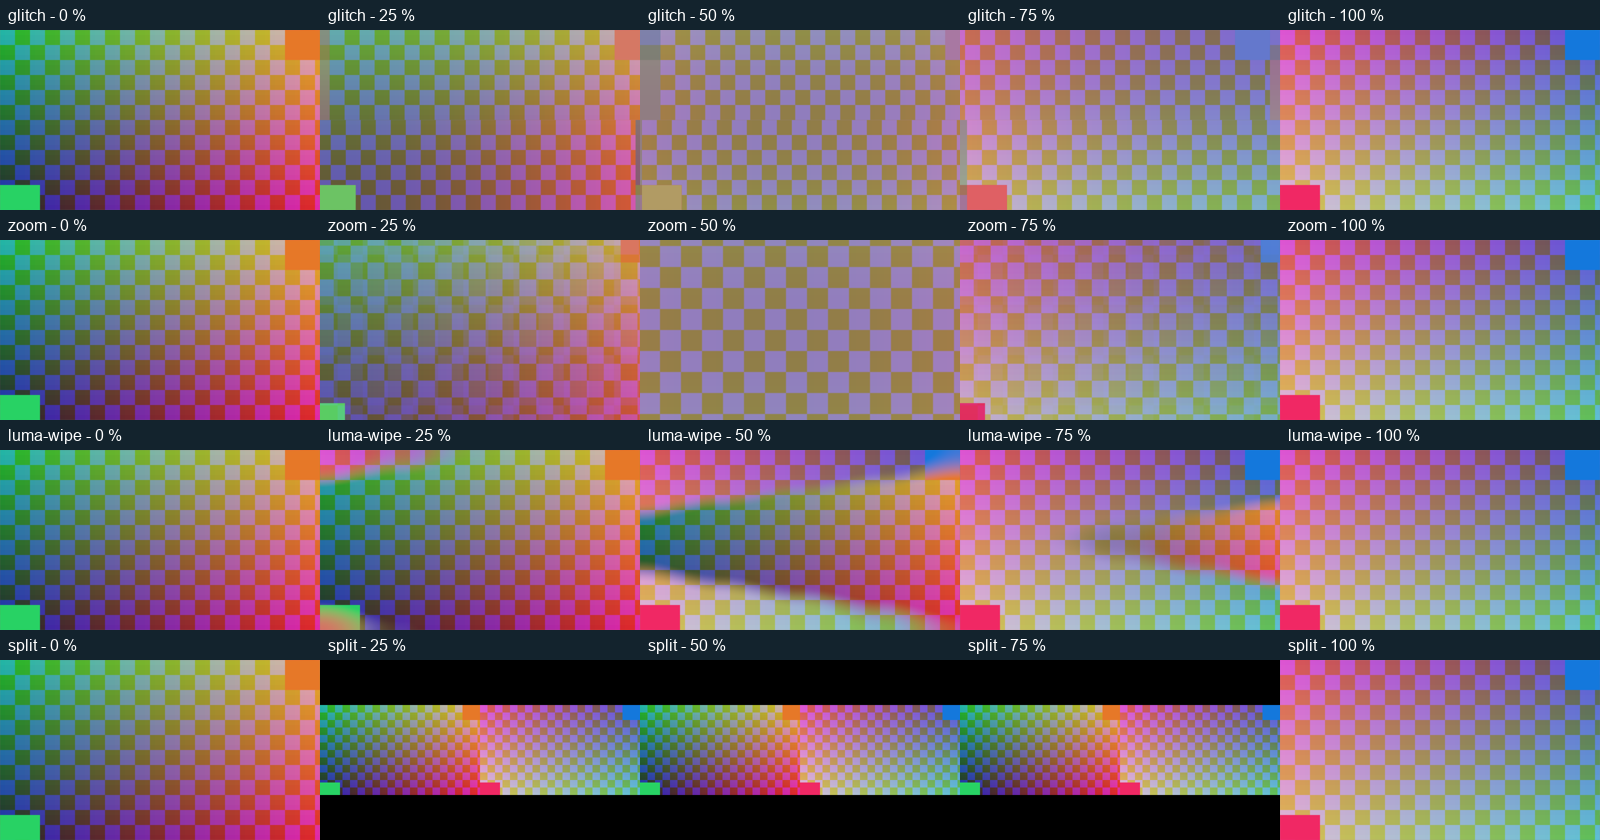 glitch - 0 %
glitch - 25 %
glitch - 50 %
glitch - 75 %
glitch - 100 %
zoom - 0 %
zoom - 25 %
zoom - 50 %
zoom - 75 %
zoom - 100 %
luma-wipe - 0 %
luma-wipe - 25 %
luma-wipe - 50 %
luma-wipe - 75 %
luma-wipe - 100 %
split - 0 %
split - 25 %
split - 50 %
split - 75 %
split - 100 %